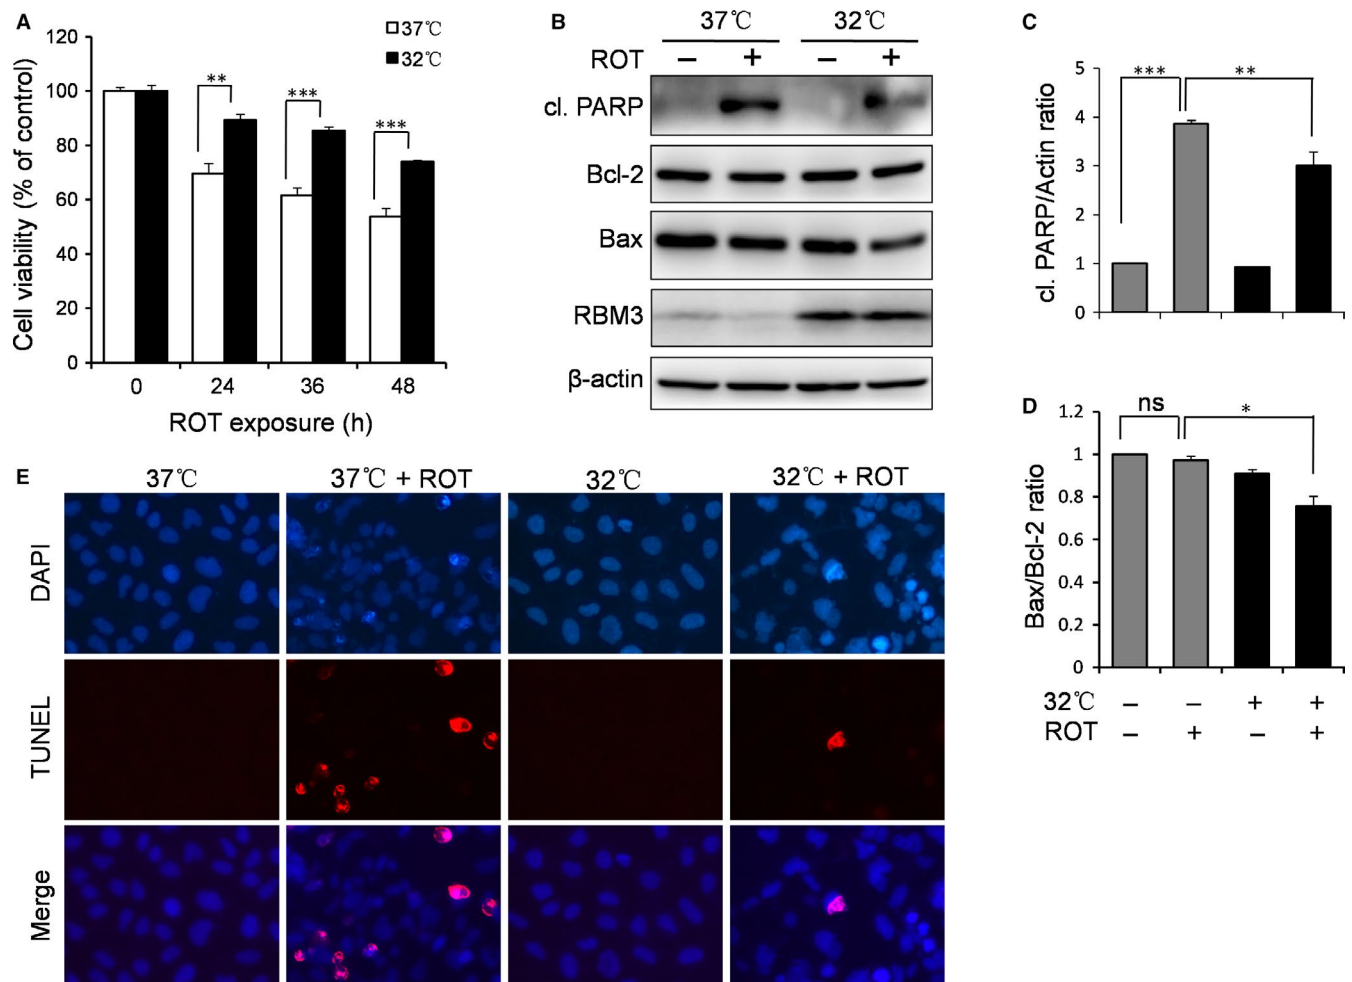 A
120
100
80
60
40
20
0
Cell viability (% of control)
37℃
32℃
**
***
***
0 24 36 48
ROT exposure (h)
B
37℃ 32℃
ROT – + – +
cl. PARP
Bcl-2
Bax
RBM3
β-actin
C
5
4
3
2
1
0
cl. PARP/Actin ratio
*** **
D
1.2
1
0.8
0.6
0.4
0.2
0
Bax/Bcl-2 ratio
ns *
32℃ – – + +
ROT – + – +
E
37℃ 37℃ + ROT 32℃ 32℃ + ROT
DAPI
TUNEL
Merge